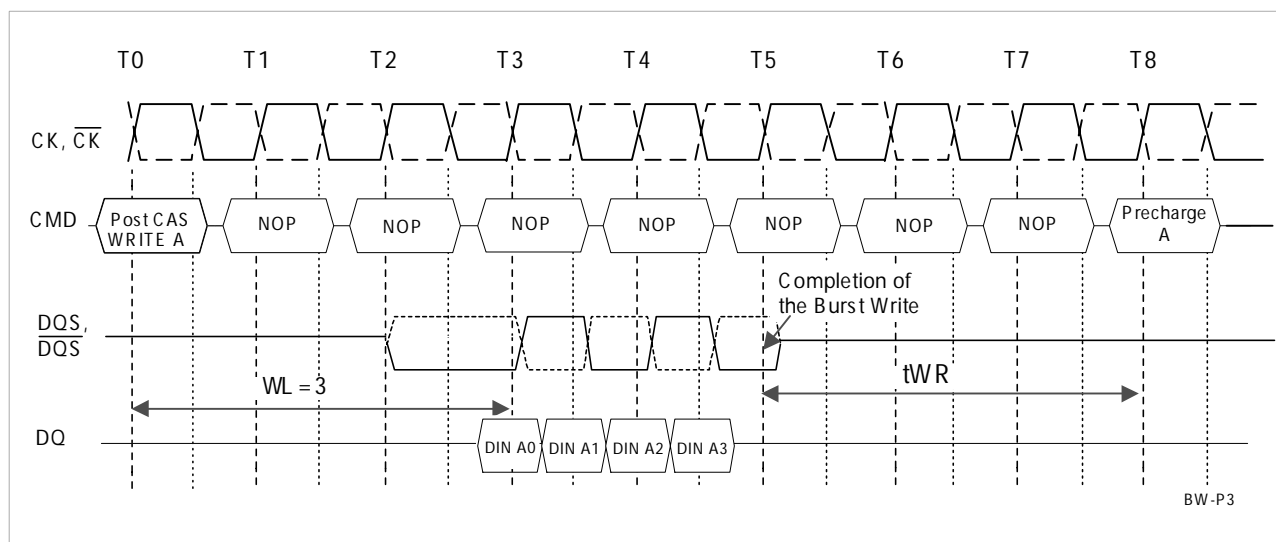 T0 T1 T2 T3 T4 T5 T6 T7 T8
CK, CK
CMD
Post CAS
WRITE A
NOP NOP NOP NOP NOP NOP NOP
Precharge
A
Completion of
the Burst Write
DQS,
DQS
WL = 3
tWR
DQ
DIN A0 DIN A1 DIN A2 DIN A3
BW-P3